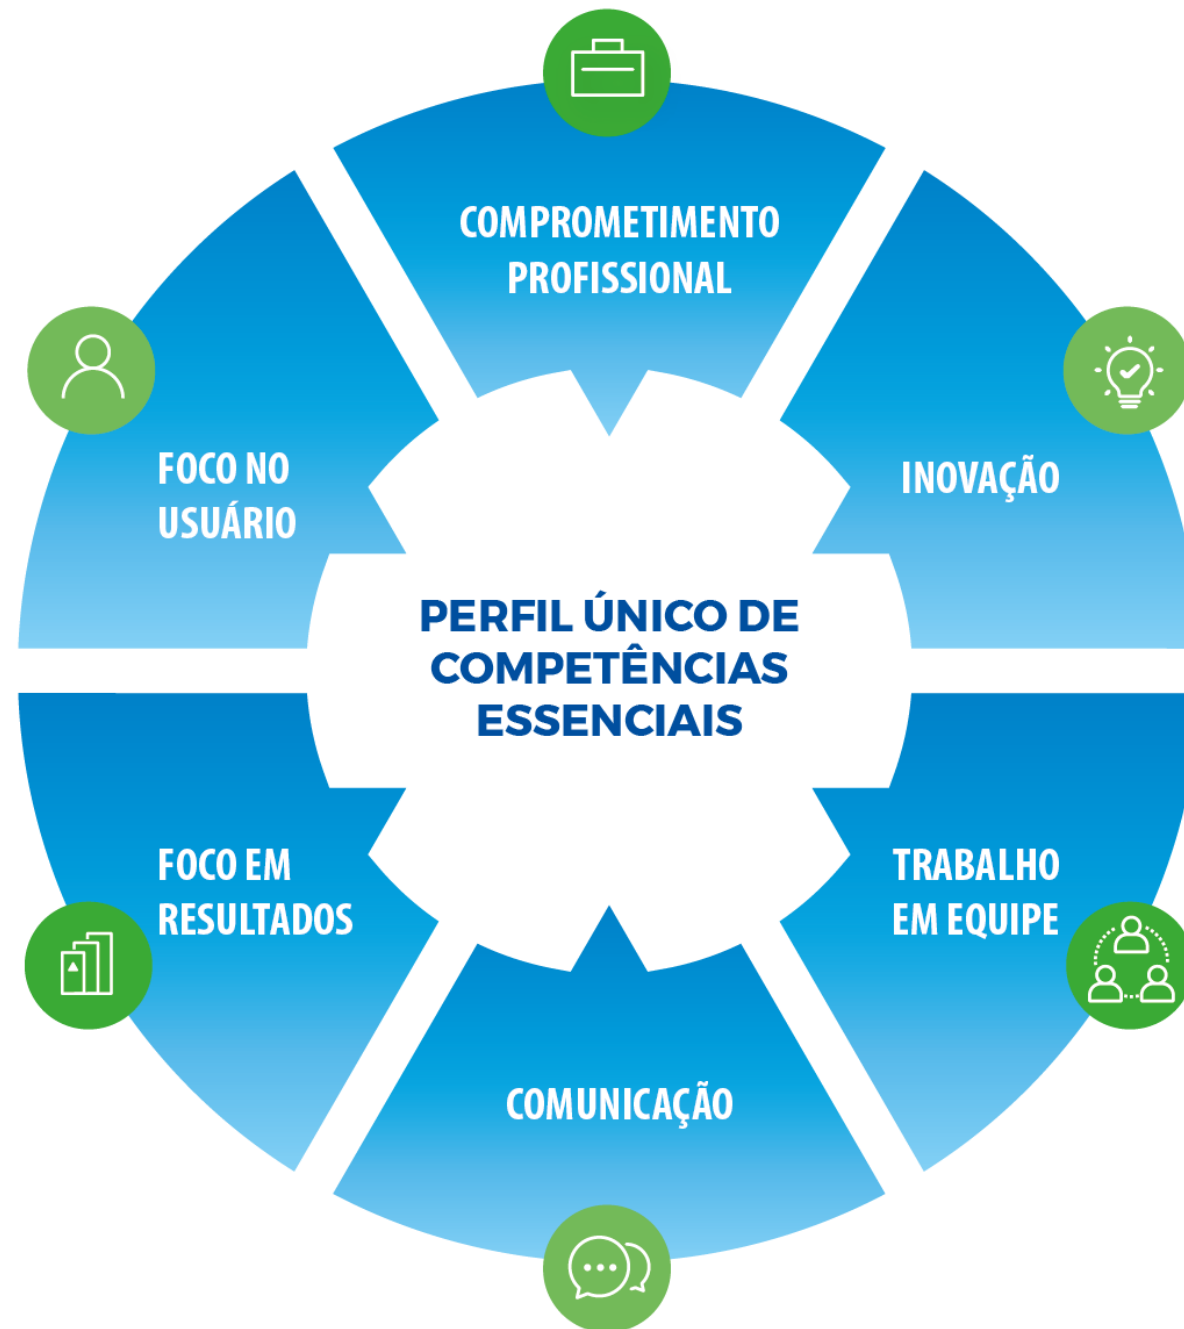 COMPROMETIMENTO
PROFISSIONAL
INOVAÇÃO
TRABALHO
EM EQUIPE
COMUNICAÇÃO
FOCO EM
RESULTADOS
FOCO NO
USUÁRIO
PERFIL ÚNICO DE
COMPETÊNCIAS
ESSENCIAIS